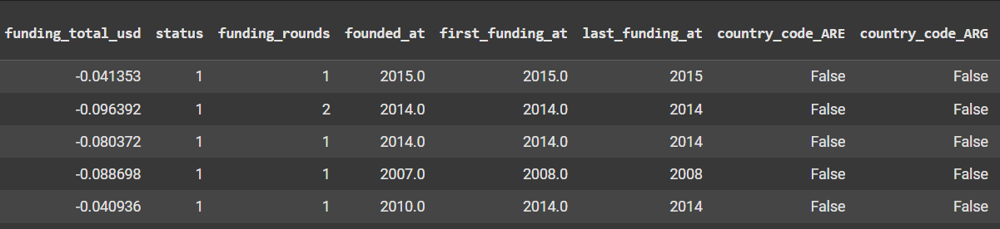 funding_total_usd status funding_rounds founded_at first_funding_at last_funding_at country_code_ARE country_code_ARG
-0.041353 1 1 2015.0 2015.0 2015 False False
-0.096392 1 2 2014.0 2014.0 2014 False False
-0.080372 1 1 2014.0 2014.0 2014 False False
-0.088698 1 1 2007.0 2008.0 2008 False False
-0.040936 1 1 2010.0 2014.0 2014 False False